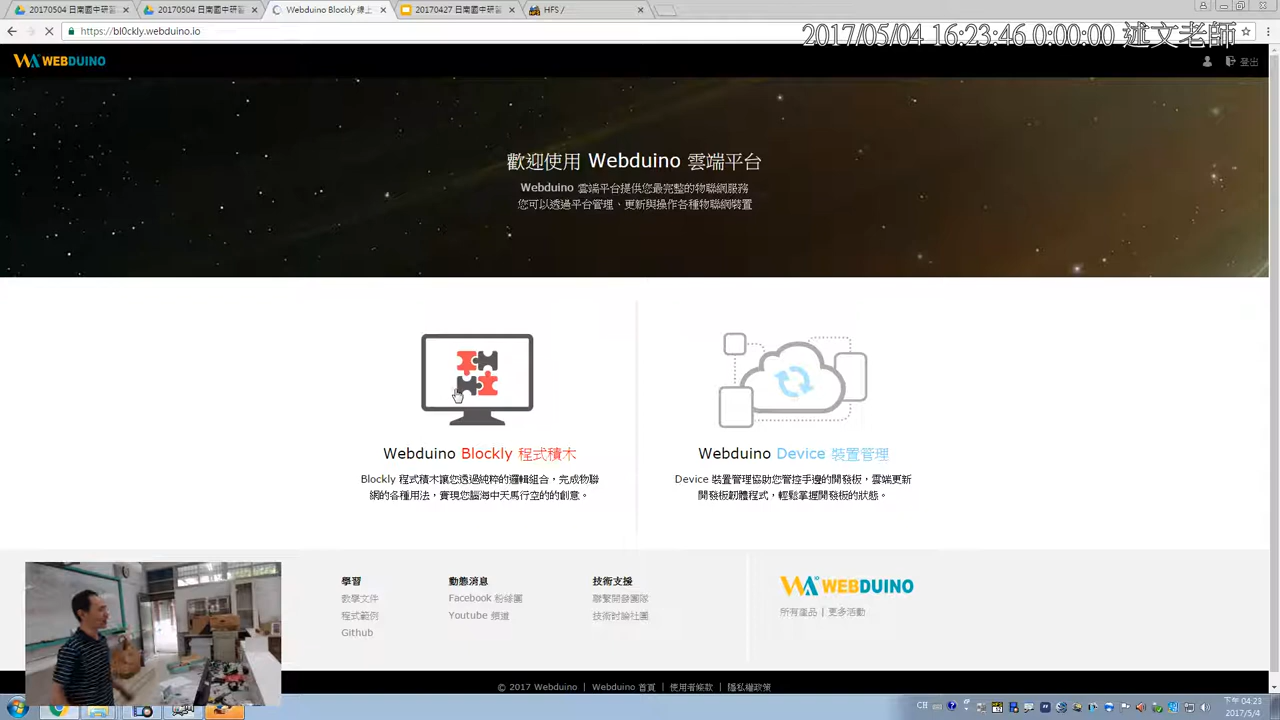 20170504 日南國中研
20170504 日南國中研
Webduino Blockly 線上
20170427 日南國中研
HFS /
https://bl0ckly.webduino.io
2017/05/04 16:23:46 0:00:00 述文老師
WEBDUINO
登出
歡迎使用 Webduino 雲端平台
Webduino 雲端平台提供您最完整的物聯網服務
您可以透過平台管理、更新與操作各種物聯網裝置
Webduino Blockly 程式積木
Blockly 程式積木讓您透過純粹的邏輯組合，完成物聯
網的各種用法，實現您腦海中天馬行空的的創意。
Webduino Device 裝置管理
Device 裝置管理協助您管控手邊的開發板，雲端更新
開發板韌體程式，輕鬆掌握開發板的狀態。
學習
教學文件
程式範例
Github
動態消息
Facebook 粉絲團
Youtube 頻道
技術支援
聯繫開發團隊
技術討論社團
WEBDUINO
所有產品 | 更多活動
© 2017 Webduino | Webduino 首頁 | 使用者條款 | 隱私權政策
CH
下午 04:23
2017/5/4